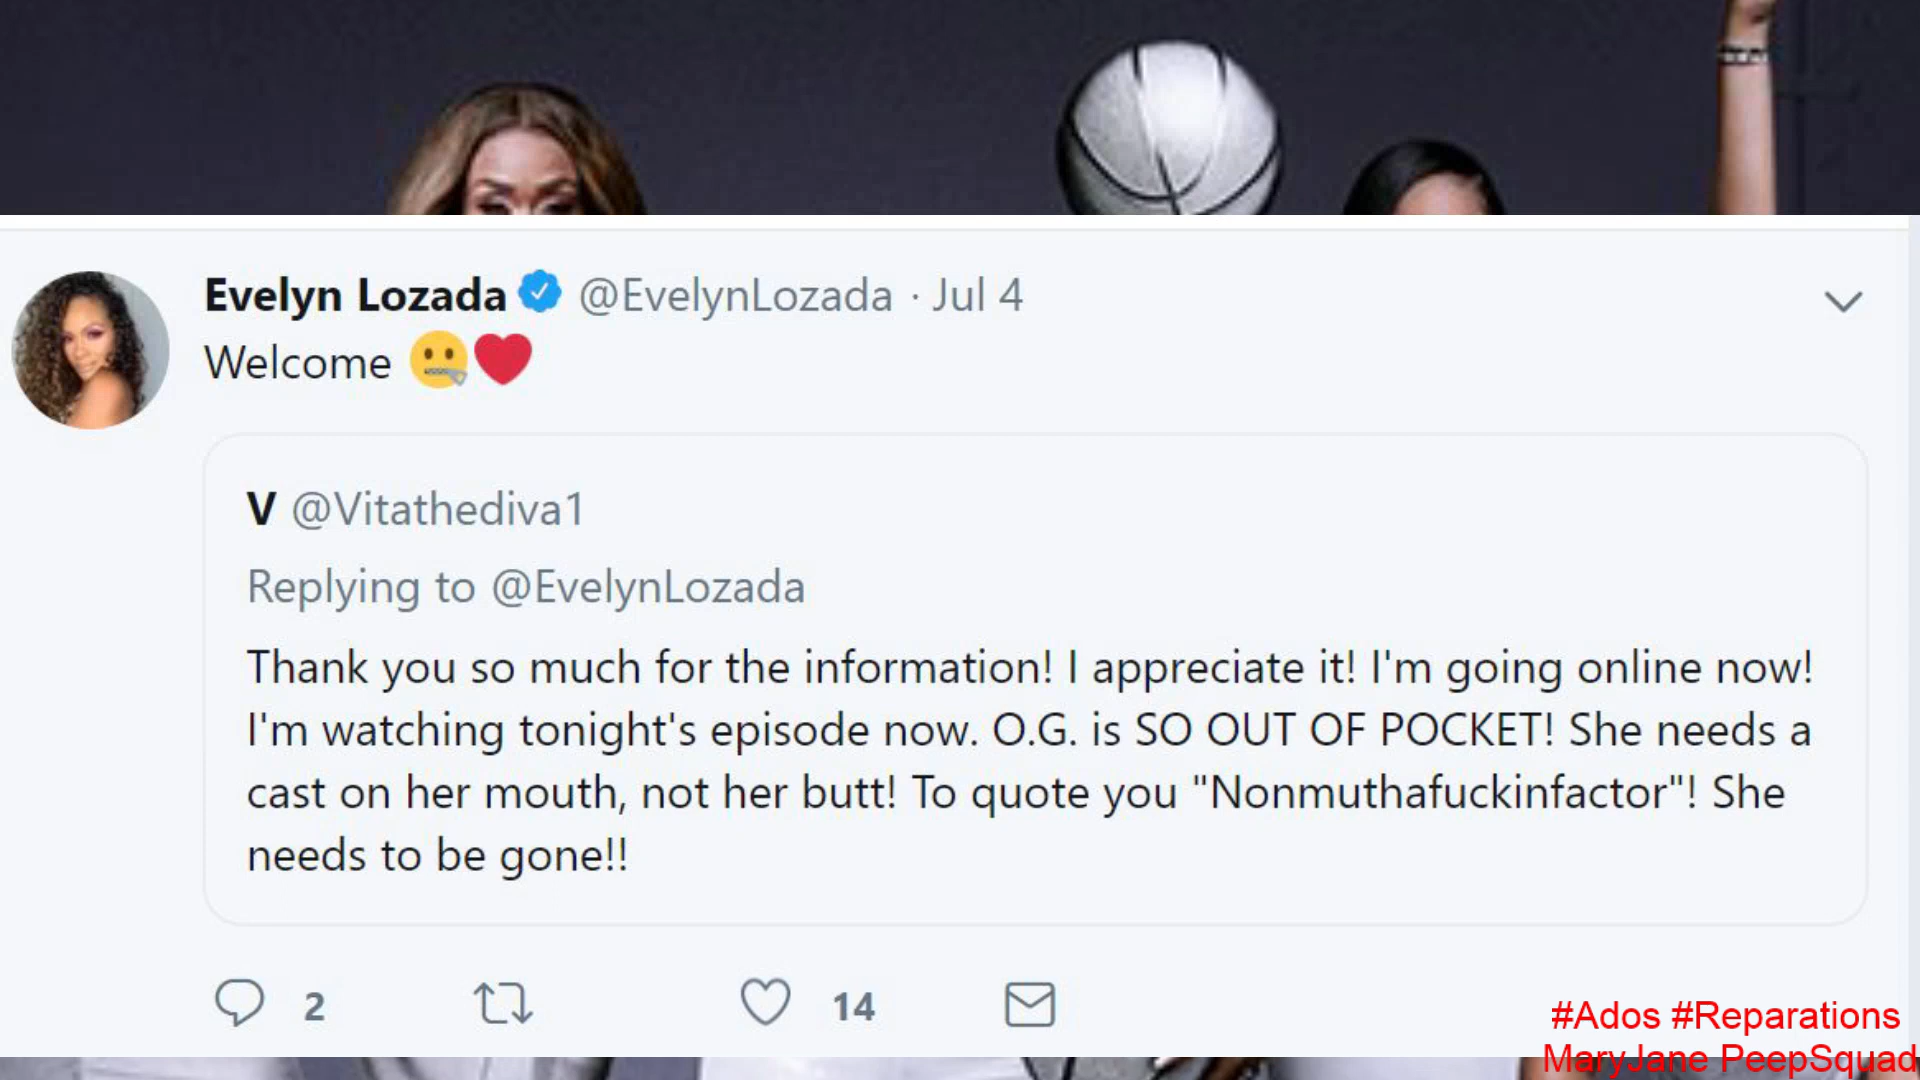 Evelyn Lozada @EvelynLozada · Jul 4
Welcome
V @Vitathediva1
Replying to @EvelynLozada
Thank you so much for the information! I appreciate it! I'm going online now!
I'm watching tonight's episode now. O.G. is SO OUT OF POCKET! She needs a
cast on her mouth, not her butt! To quote you "Nonmuthafuckinfactor"! She
needs to be gone!!
2 14
#Ados #Reparations
MaryJane PeepSquad